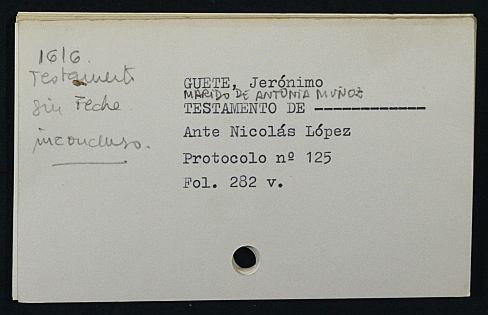 1616.
Testamento
sin Fecha
inconcluso.
GUETE, Jerónimo
MARIDO DE ANTONIA MUÑOZ
TESTAMENTO DE -------------
Ante Nicolás López
Protocolo nº 125
Fol. 282 v.